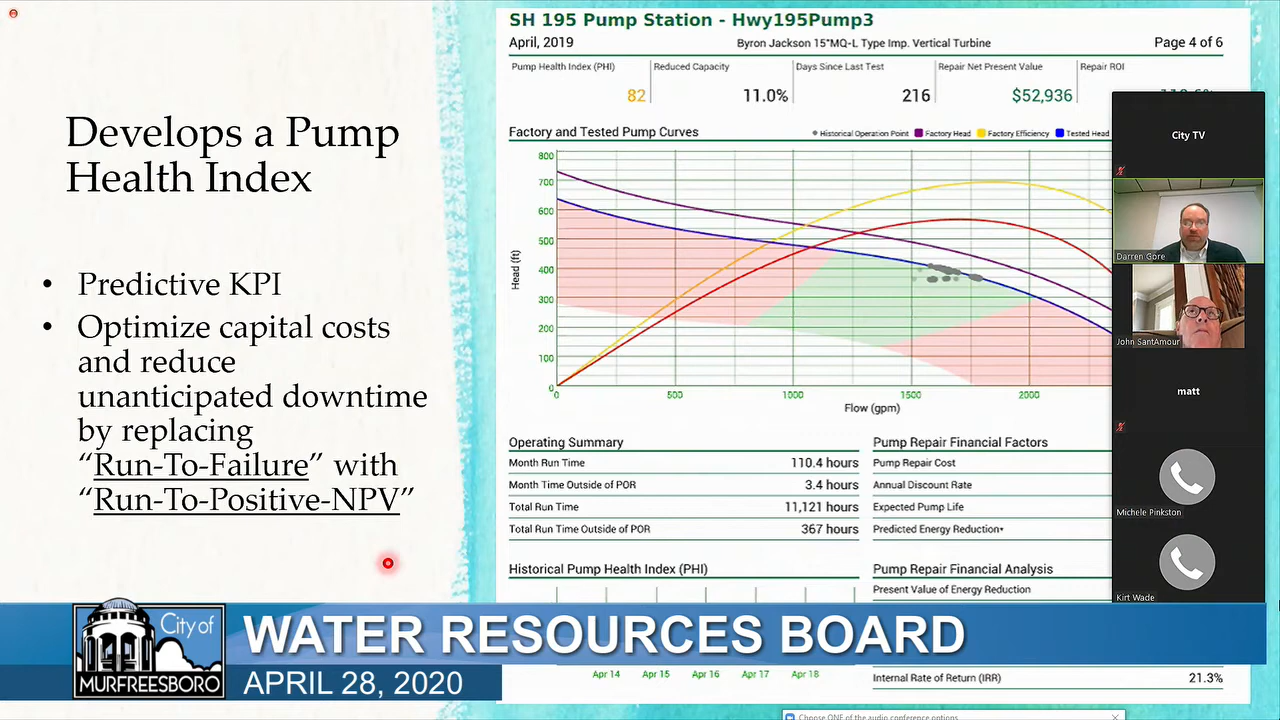 Develops a Pump
Health Index
• Predictive KPI
• Optimize capital costs
and reduce
unanticipated downtime
by replacing
“Run-To-Failure” with
“Run-To-Positive-NPV”
SH 195 Pump Station - Hwy195Pump3
April, 2019
Byron Jackson 15"MQ-L Type Imp. Vertical Turbine
Page 4 of 6
Pump Health Index (PHI)
82
Reduced Capacity
11.0%
Days Since Last Test
216
Repair Net Present Value
$52,936
Repair ROI
Factory and Tested Pump Curves
Historical Operation Point
Factory Head
Factory Efficiency
Tested Head
Head (ft)
800
700
600
500
400
300
200
100
0
0
500
1000
1500
2000
Flow (gpm)
Operating Summary
Month Run Time 110.4 hours
Month Time Outside of POR 3.4 hours
Total Run Time 11,121 hours
Total Run Time Outside of POR 367 hours
Pump Repair Financial Factors
Pump Repair Cost
Annual Discount Rate
Expected Pump Life
Predicted Energy Reduction*
Historical Pump Health Index (PHI)
Pump Repair Financial Analysis
Present Value of Energy Reduction
Apr 14 Apr 15 Apr 16 Apr 17 Apr 18
Internal Rate of Return (IRR) 21.3%
City TV
Darren Gore
John SantAmour
matt
Michele Pinkston
Kirt Wade
City of
MURFREESBORO
WATER RESOURCES BOARD
APRIL 28, 2020
Choose ONE of the audio conference options